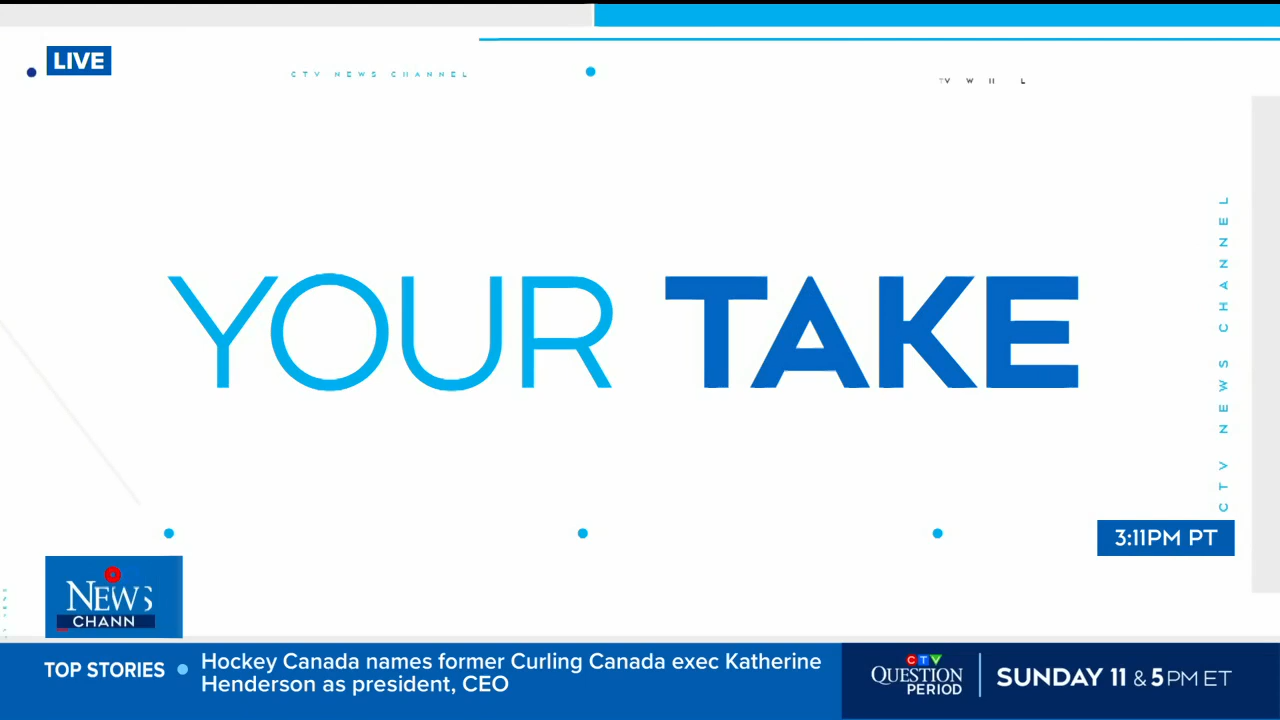 LIVE
CTV NEWS CHANNEL
YOUR TAKE
CTV NEWS CHANNEL
3:11PM PT
NEWS
CHANN
TOP STORIES
Hockey Canada names former Curling Canada exec Katherine
Henderson as president, CEO
CTV
QUESTION
PERIOD
SUNDAY 11 & 5PM ET